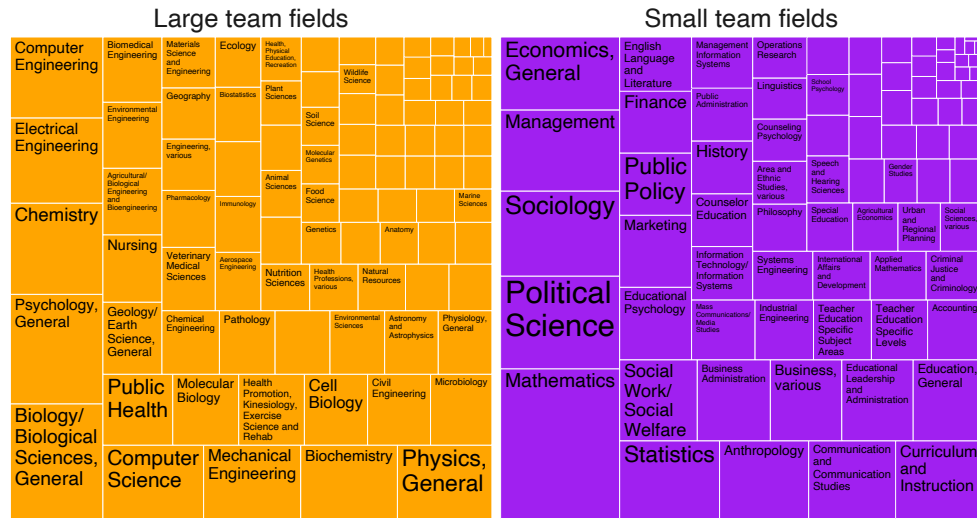 Large team fields
Computer
Engineering
Electrical
Engineering
Chemistry
Psychology,
General
Biology/
Biological
Sciences,
General
Biomedical
Engineering
Environmental
Engineering
Agricultural/
Biological
Engineering
and
Bioengineering
Nursing
Geology/
Earth
Science,
General
Materials
Science
and
Engineering
Geography
Engineering,
various
Pharmacology
Veterinary
Medical
Sciences
Chemical
Engineering
Ecology
Biostatistics
Immunology
Aerospace
Engineering
Pathology
Health,
Physical
Education,
Recreation
Plant
Sciences
Animal
Sciences
Nutrition
Sciences
Soil
Science
Molecular
Genetics
Food
Science
Genetics
Health
Professions,
various
Wildlife
Science
Anatomy
Natural
Resources
Marine
Sciences
Environmental
Sciences
Astronomy
and
Astrophysics
Physiology,
General
Public
Health
Molecular
Biology
Health
Promotion,
Kinesiology,
Exercise
Science and
Rehab
Cell
Biology
Civil
Engineering
Microbiology
Computer
Science
Mechanical
Engineering
Biochemistry
Physics,
General
Small team fields
Economics,
General
Management
Sociology
Political
Science
Mathematics
English
Language
and
Literature
Finance
Public
Policy
Marketing
Educational
Psychology
Management
Information
Systems
Public
Administration
History
Counselor
Education
Information
Technology/
Information
Systems
Mass
Communications/
Media
Studies
Operations
Research
Linguistics
Counseling
Psychology
Area and
Ethnic
Studies,
various
Philosophy
Systems
Engineering
Industrial
Engineering
School
Psychology
Speech
and
Hearing
Sciences
Special
Education
Agricultural
Economics
Gender
Studies
Urban
and
Regional
Planning
Social
Sciences,
various
International
Affairs
and
Development
Applied
Mathematics
Criminal
Justice
and
Criminology
Teacher
Education
Specific
Subject
Areas
Teacher
Education
Specific
Levels
Accounting
Social
Work/
Social
Welfare
Business
Administration
Business,
various
Educational
Leadership
and
Administration
Education,
General
Statistics
Anthropology
Communication
and
Communication
Studies
Curriculum
and
Instruction